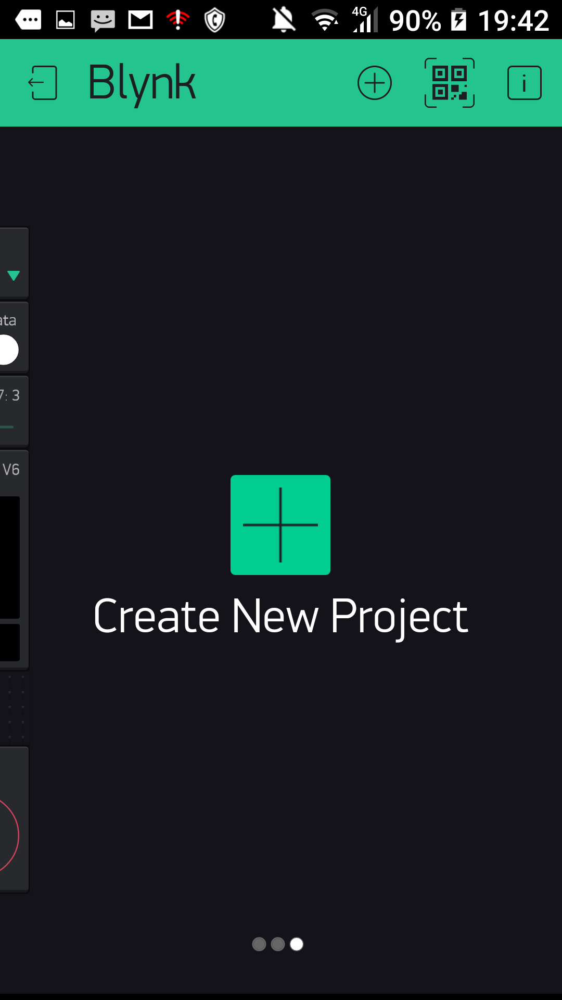 4G 90% 19:42
Blynk i
ata
7: 3
V6
Create New Project